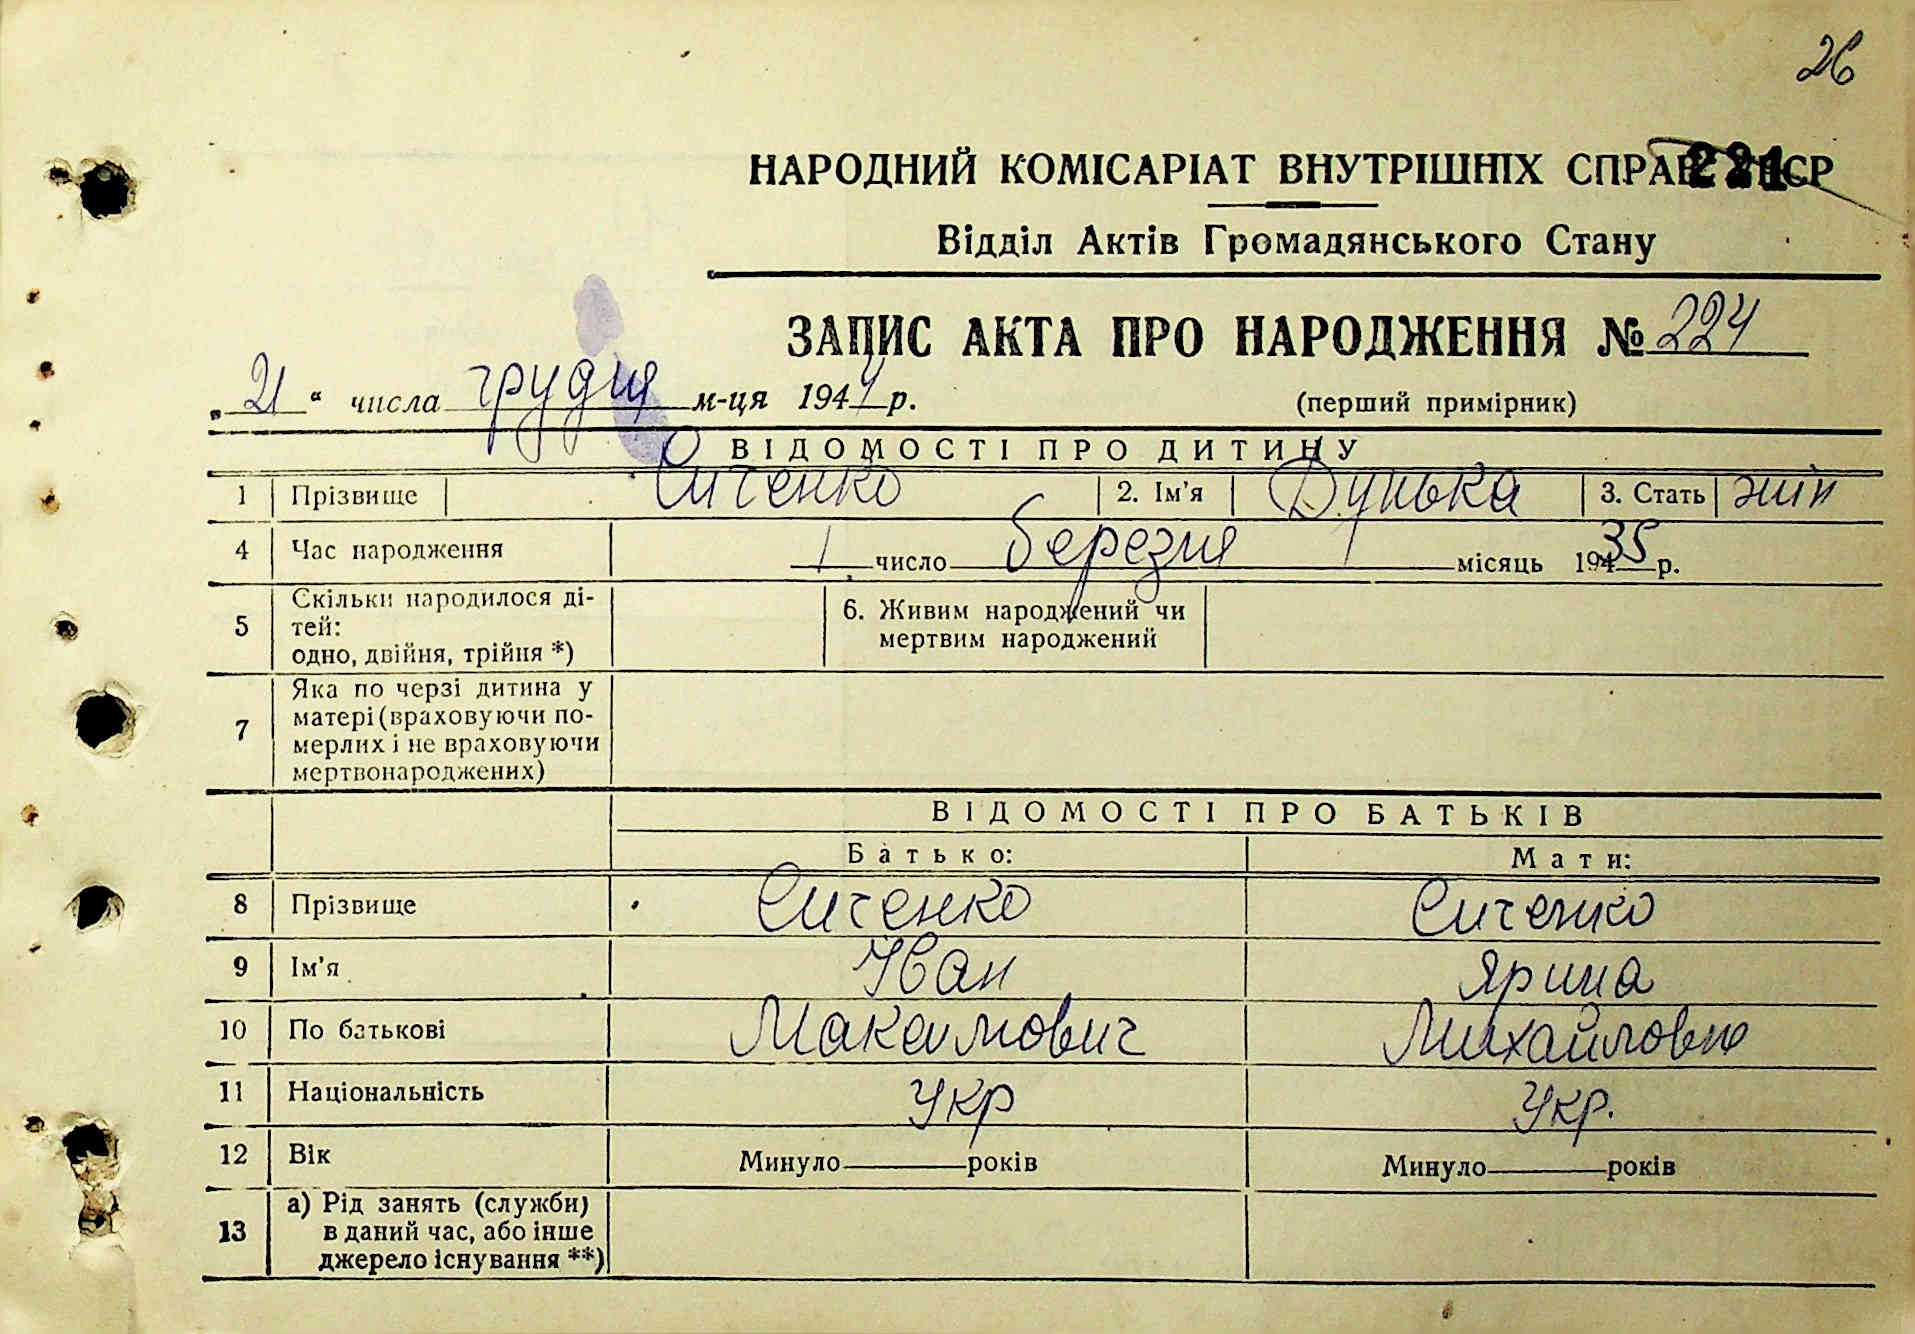 26
НАРОДНИЙ КОМІСАРІАТ ВНУТРІШНІХ СПРАВ УРСР
221
Відділ Актів Громадянського Стану
ЗАПИС АКТА ПРО НАРОДЖЕННЯ № 224
„ 21 “ числа грудня м-ця 1944 р. (перший примірник)
ВІДОМОСТІ ПРО ДИТИНУ
1 Прізвище Сиченко 2. Ім'я Дунька 3. Стать жін
4 Час народження 1 число березня місяць 1935 р.
5 Скільки народилося ді-
тей:
одно, двійня, трійня *)
6. Живим народжений чи
мертвим народжений
7 Яка по черзі дитина у
матері (враховуючи по-
мерлих і не враховуючи
мертвонароджених)
ВІДОМОСТІ ПРО БАТЬКІВ
Батько: Мати:
8 Прізвище Сиченко Сиченко
9 Ім'я Іван Ярина
10 По батькові Максимович Михайловна
11 Національність Укр Укр.
12 Вік Минуло років Минуло років
13 а) Рід занять (служби)
в даний час, або інше
джерело існування **)